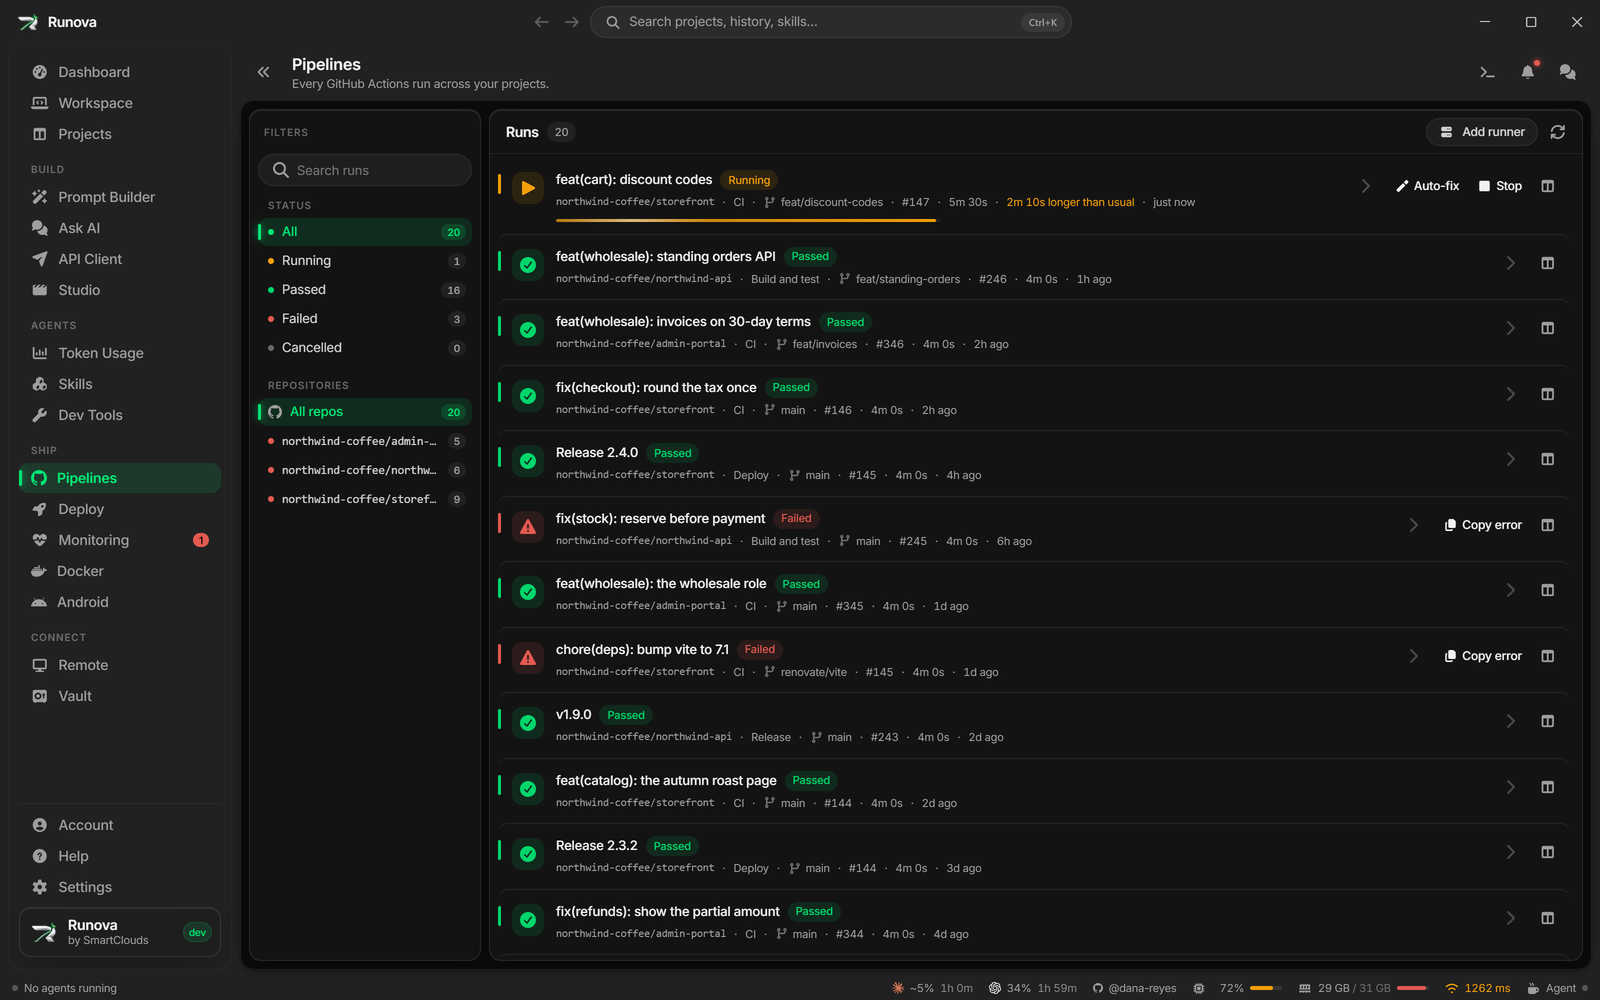 Runova
Search projects, history, skills...
Ctrl+K
Dashboard
Workspace
Projects
BUILD
Prompt Builder
Ask AI
API Client
Studio
AGENTS
Token Usage
Skills
Dev Tools
SHIP
Pipelines
Deploy
Monitoring 1
Docker
Android
CONNECT
Remote
Vault
Account
Help
Settings
Runova
by SmartClouds
dev
Pipelines
Every GitHub Actions run across your projects.
FILTERS
Search runs
STATUS
All 20
Running 1
Passed 16
Failed 3
Cancelled 0
REPOSITORIES
All repos 20
northwind-coffee/admin-… 5
northwind-coffee/northw… 6
northwind-coffee/storef… 9
Runs 20
Add runner
feat(cart): discount codes Running
northwind-coffee/storefront · CI · feat/discount-codes · #147 · 5m 30s · 2m 10s longer than usual · just now
Auto-fix Stop
feat(wholesale): standing orders API Passed
northwind-coffee/northwind-api · Build and test · feat/standing-orders · #246 · 4m 0s · 1h ago
feat(wholesale): invoices on 30-day terms Passed
northwind-coffee/admin-portal · CI · feat/invoices · #346 · 4m 0s · 2h ago
fix(checkout): round the tax once Passed
northwind-coffee/storefront · CI · main · #146 · 4m 0s · 2h ago
Release 2.4.0 Passed
northwind-coffee/storefront · Deploy · main · #145 · 4m 0s · 4h ago
fix(stock): reserve before payment Failed
northwind-coffee/northwind-api · Build and test · main · #245 · 4m 0s · 6h ago
Copy error
feat(wholesale): the wholesale role Passed
northwind-coffee/admin-portal · CI · main · #345 · 4m 0s · 1d ago
chore(deps): bump vite to 7.1 Failed
northwind-coffee/storefront · CI · renovate/vite · #145 · 4m 0s · 1d ago
Copy error
v1.9.0 Passed
northwind-coffee/northwind-api · Release · main · #243 · 4m 0s · 2d ago
feat(catalog): the autumn roast page Passed
northwind-coffee/storefront · CI · main · #144 · 4m 0s · 2d ago
Release 2.3.2 Passed
northwind-coffee/storefront · Deploy · main · #144 · 4m 0s · 3d ago
fix(refunds): show the partial amount Passed
northwind-coffee/admin-portal · CI · main · #344 · 4m 0s · 4d ago
No agents running
~5% 1h 0m
34% 1h 59m
@dana-reyes
72%
29 GB / 31 GB
1262 ms
Agent